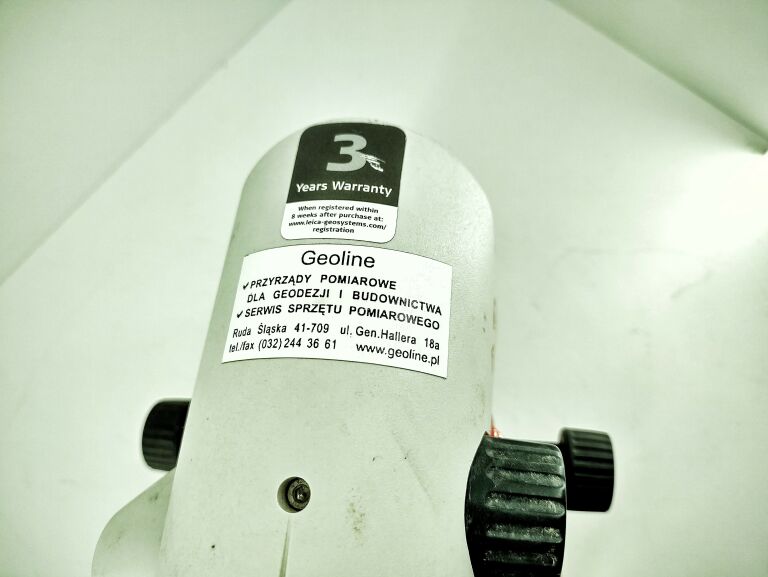 3
Years Warranty
When registered within
8 weeks after purchase at:
www.leica-geosystems.com/
registration
Geoline
✓ PRZYRZĄDY POMIAROWE
DLA GEODEZJI I BUDOWNICTWA
✓ SERWIS SPRZĘTU POMIAROWEGO
Ruda Śląska 41-709 ul. Gen. Hallera 18a
tel./fax (032) 244 36 61 www.geoline.pl